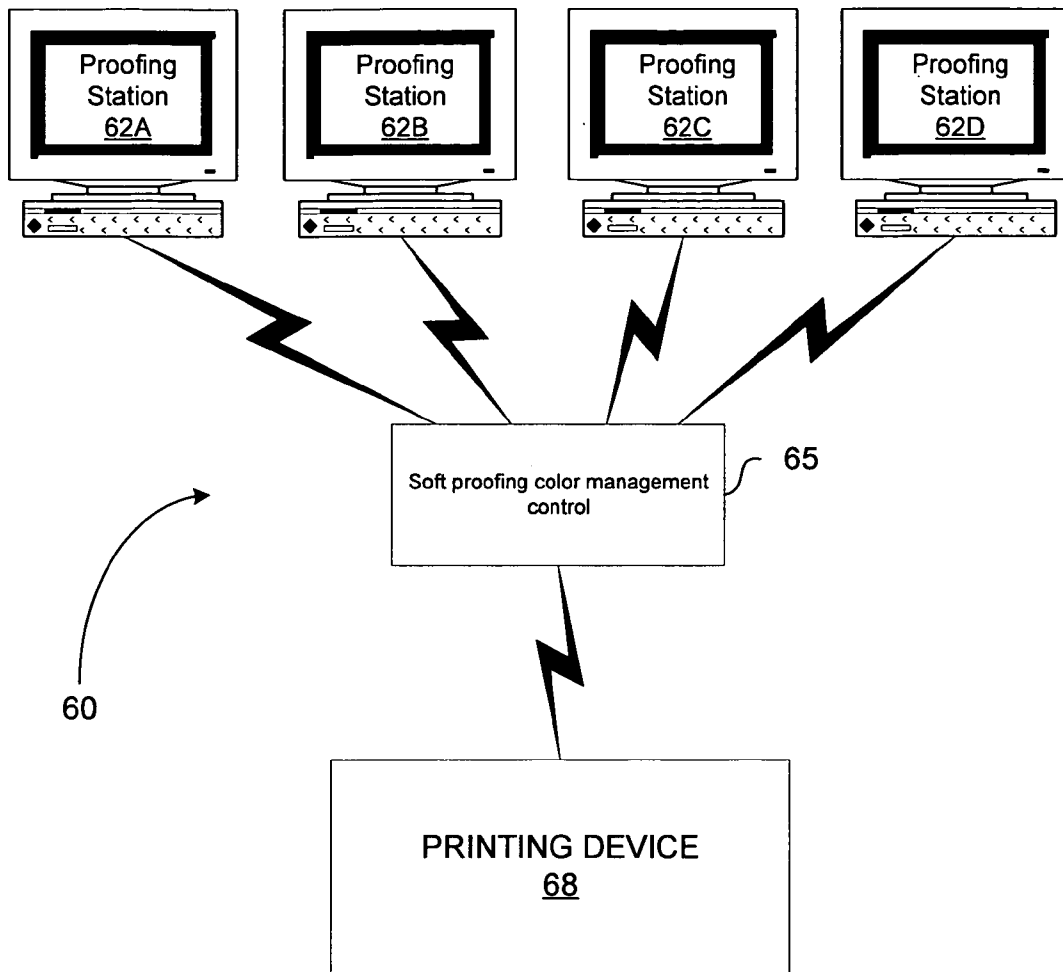 Proofing
Station
62A
Proofing
Station
62B
Proofing
Station
62C
Proofing
Station
62D
Soft proofing color management
control
65
60
PRINTING DEVICE
68